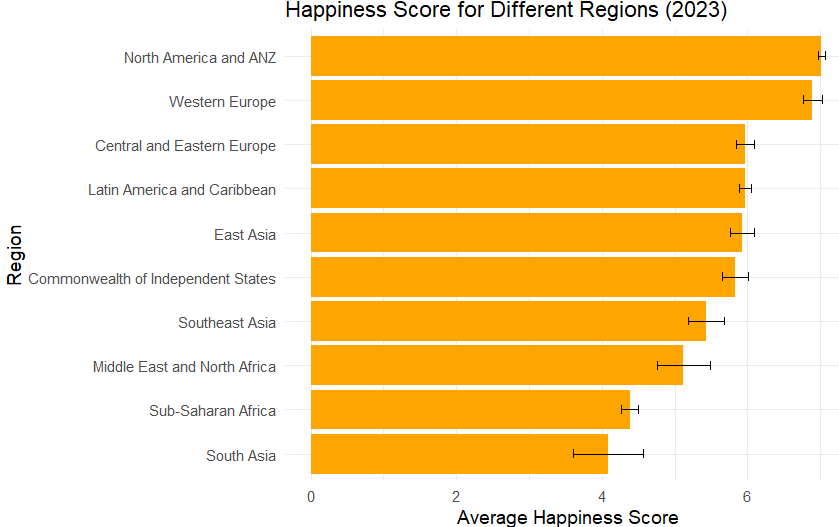 Happiness Score for Different Regions (2023)
North America and ANZ
Western Europe
Central and Eastern Europe
Latin America and Caribbean
East Asia
Commonwealth of Independent States
Southeast Asia
Middle East and North Africa
Sub-Saharan Africa
South Asia
Region
0 2 4 6
Average Happiness Score